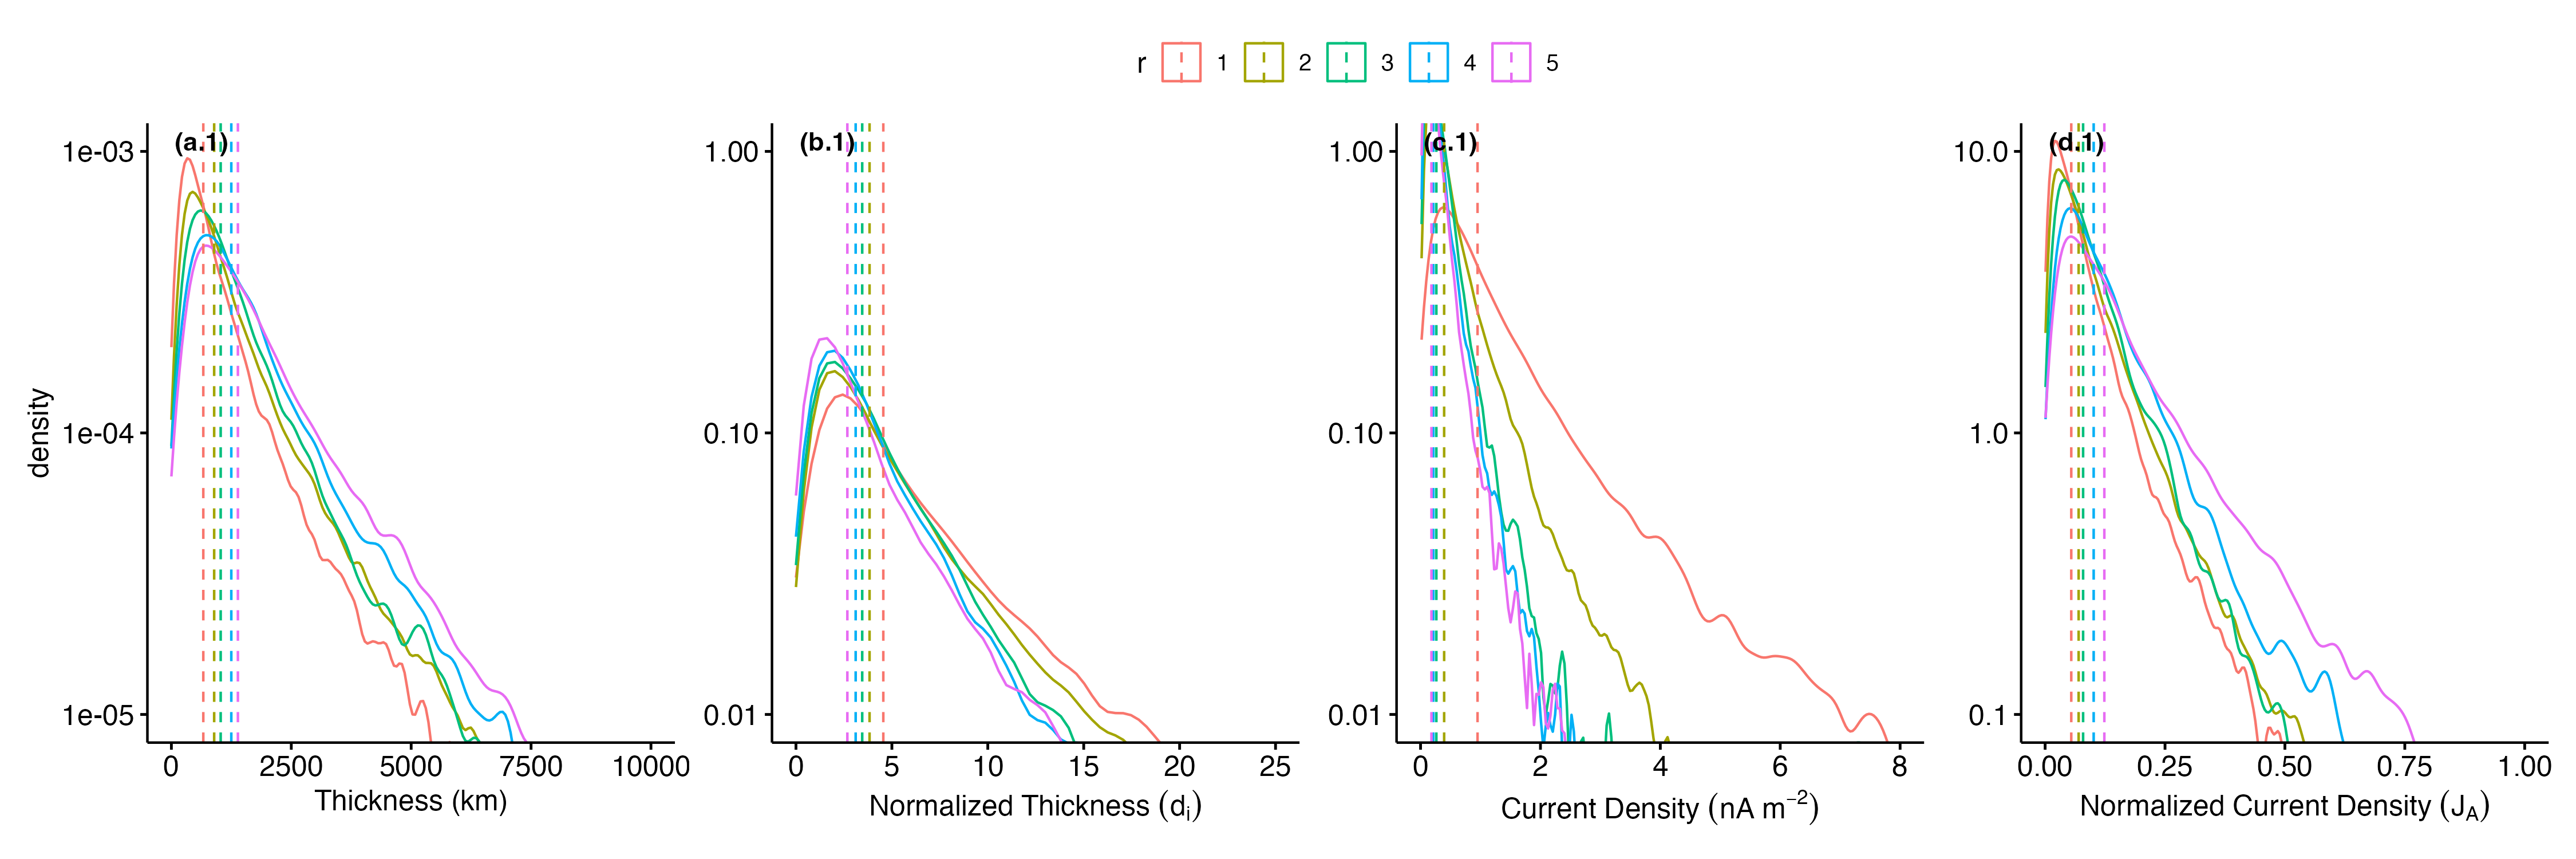 r 1 2 3 4 5
(a.1) (b.1) (c.1) (d.1)
density
1e-03
1e-04
1e-05
0 2500 5000 7500 10000
Thickness (km)
1.00
0.10
0.01
0 5 10 15 20 25
Normalized Thickness (di)
1.00
0.10
0.01
0 2 4 6 8
Current Density (nA m−2)
10.0
1.0
0.1
0.00 0.25 0.50 0.75 1.00
Normalized Current Density (JA)